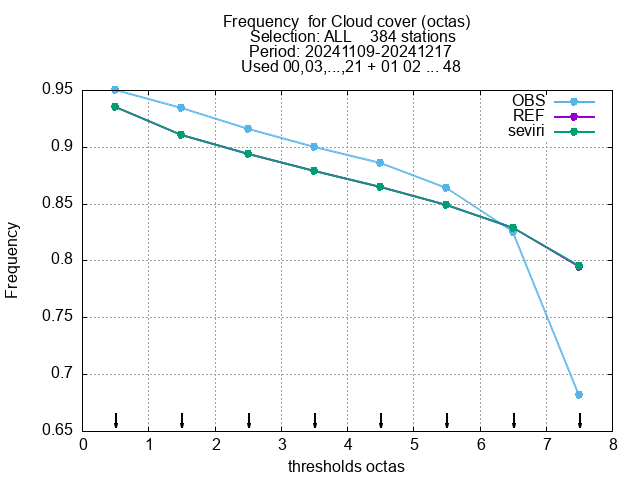 Frequency  for Cloud cover (octas)
Selection: ALL    384 stations
Period: 20241109-20241217
Used 00,03,...,21 + 01 02 ... 48
OBS
REF
seviri
0.95
0.9
0.85
0.8
0.75
0.7
0.65
Frequency
0 1 2 3 4 5 6 7 8
thresholds octas